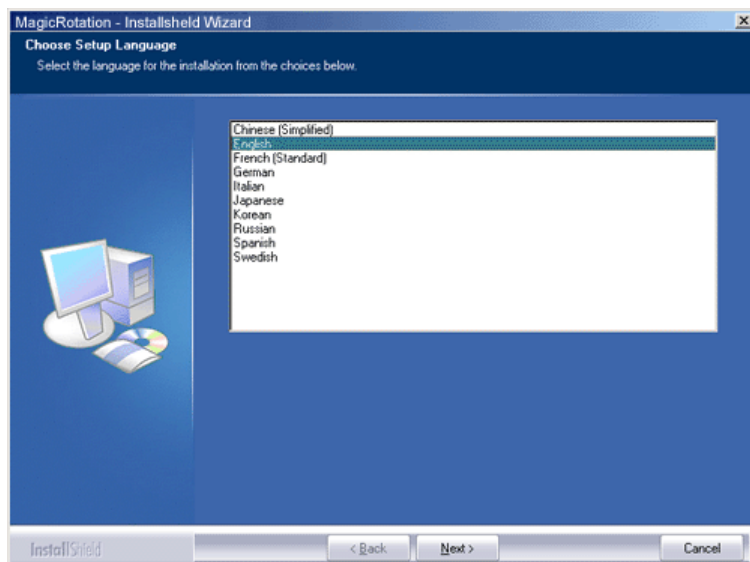 MagicRotation - Installsheld Wizard
Choose Setup Language
Select the language for the installation from the choices below.
Chinese (Simplified)
English
French (Standard)
German
Italian
Japanese
Korean
Russian
Spanish
Swedish
InstallShield
< Back
Next >
Cancel